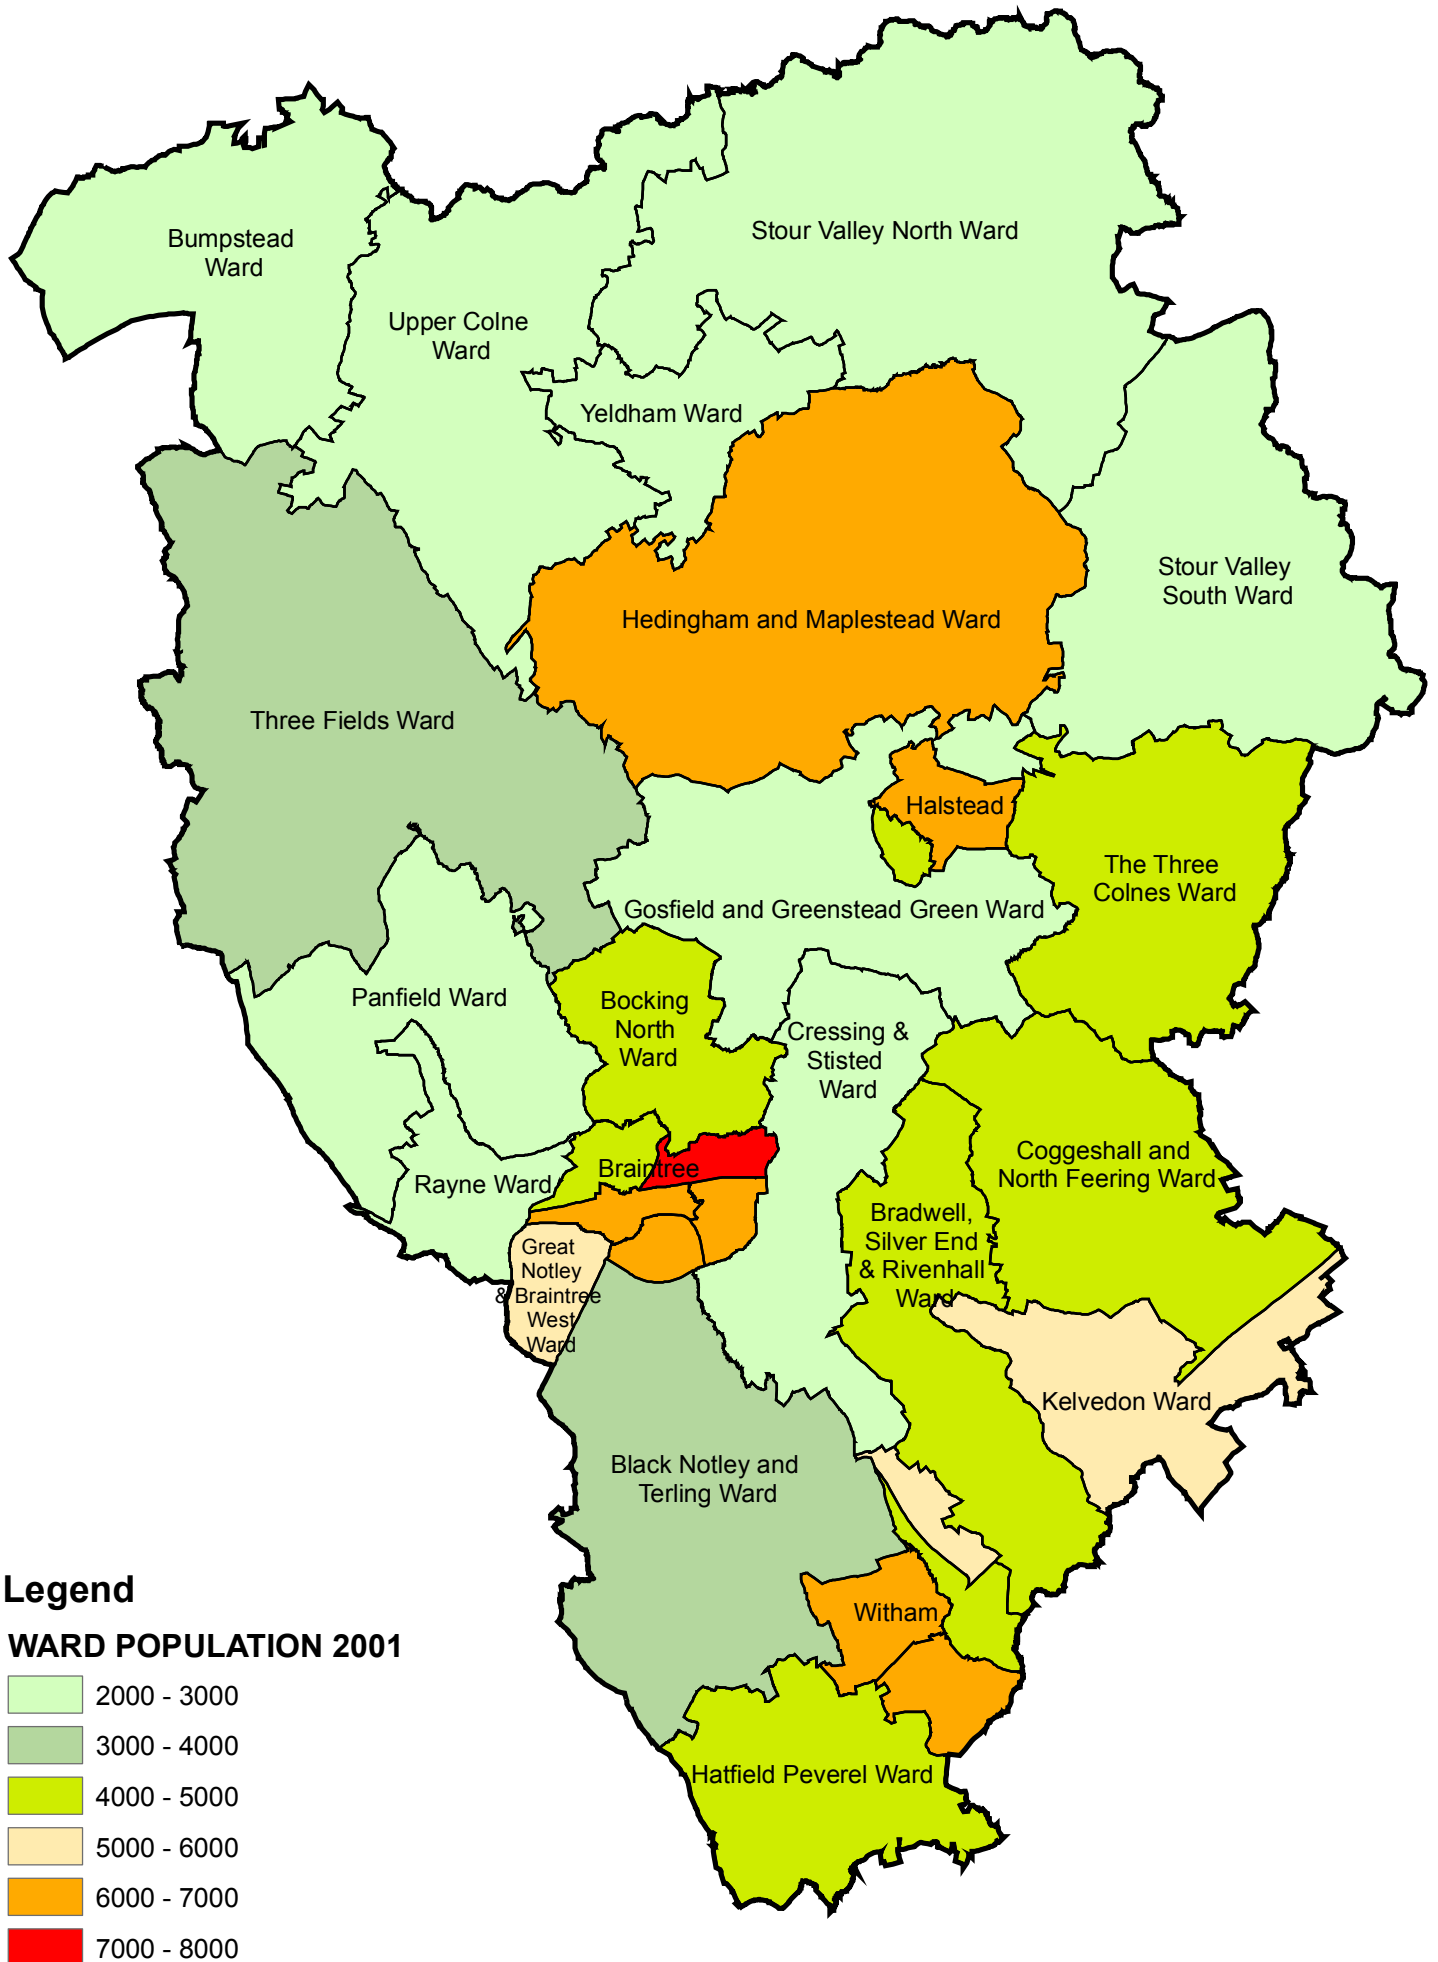 Bumpstead
Ward
Stour Valley North Ward
Upper Colne
Ward
Yeldham Ward
Stour Valley
South Ward
Hedingham and Maplestead Ward
Three Fields Ward
Halstead
The Three
Colnes Ward
Gosfield and Greenstead Green Ward
Panfield Ward
Bocking
North
Ward
Cressing &
Stisted
Ward
Coggeshall and
North Feering Ward
Braintree
Rayne Ward
Bradwell,
Silver End
& Rivenhall
Ward
Great
Notley
& Braintree
West
Ward
Kelvedon Ward
Black Notley and
Terling Ward
Witham
Hatfield Peverel Ward
Legend
WARD POPULATION 2001
2000 - 3000
3000 - 4000
4000 - 5000
5000 - 6000
6000 - 7000
7000 - 8000